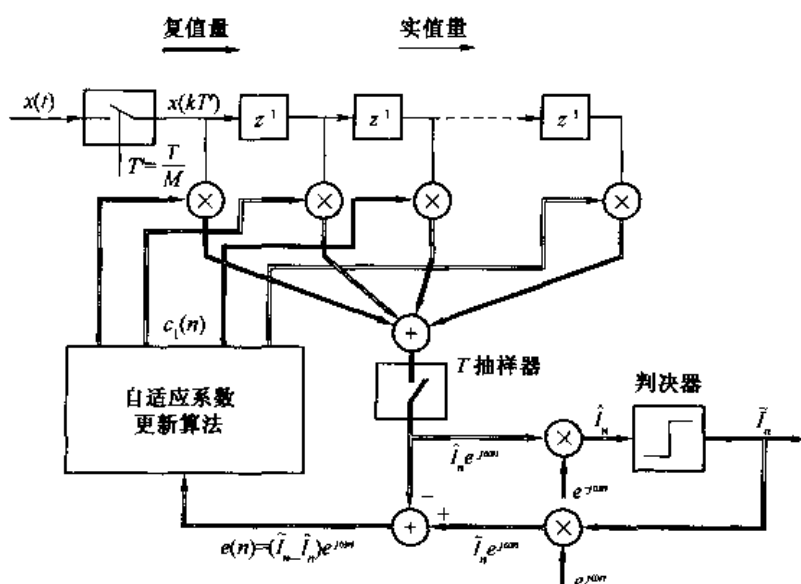 复值量
实值量
x(t)
x(kT')
z⁻¹
z⁻¹
z⁻¹
T'=T/M
×
×
×
×
c₁(n)
+
T 抽样器
自适应系数
更新算法
判决器
×
Î_n
Ĩ_n
Î_n e^{jωn}
e^{-jωn}
−
+
+
×
e(n)=(Ĩ_n−Î_n)e^{jωn}
Ĩ_n e^{jωn}
e^{jωn}